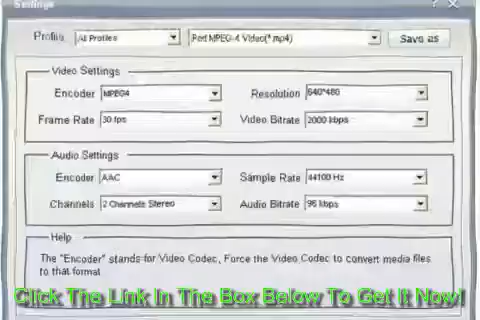 Settings
Profile: All Profiles iPad MPEG-4 Video(*.mp4) Save as
Video Settings
Encoder MPEG4 Resolution 640*480
Frame Rate 30 fps Video Bitrate 2000 kbps
Audio Settings
Encoder AAC Sample Rate 44100 Hz
Channels 2 Channels Stereo Audio Bitrate 96 kbps
Help
The "Encoder" stands for Video Codec, Force the Video Codec to convert media files
to that format
Click The Link In The Box Below To Get It Now!